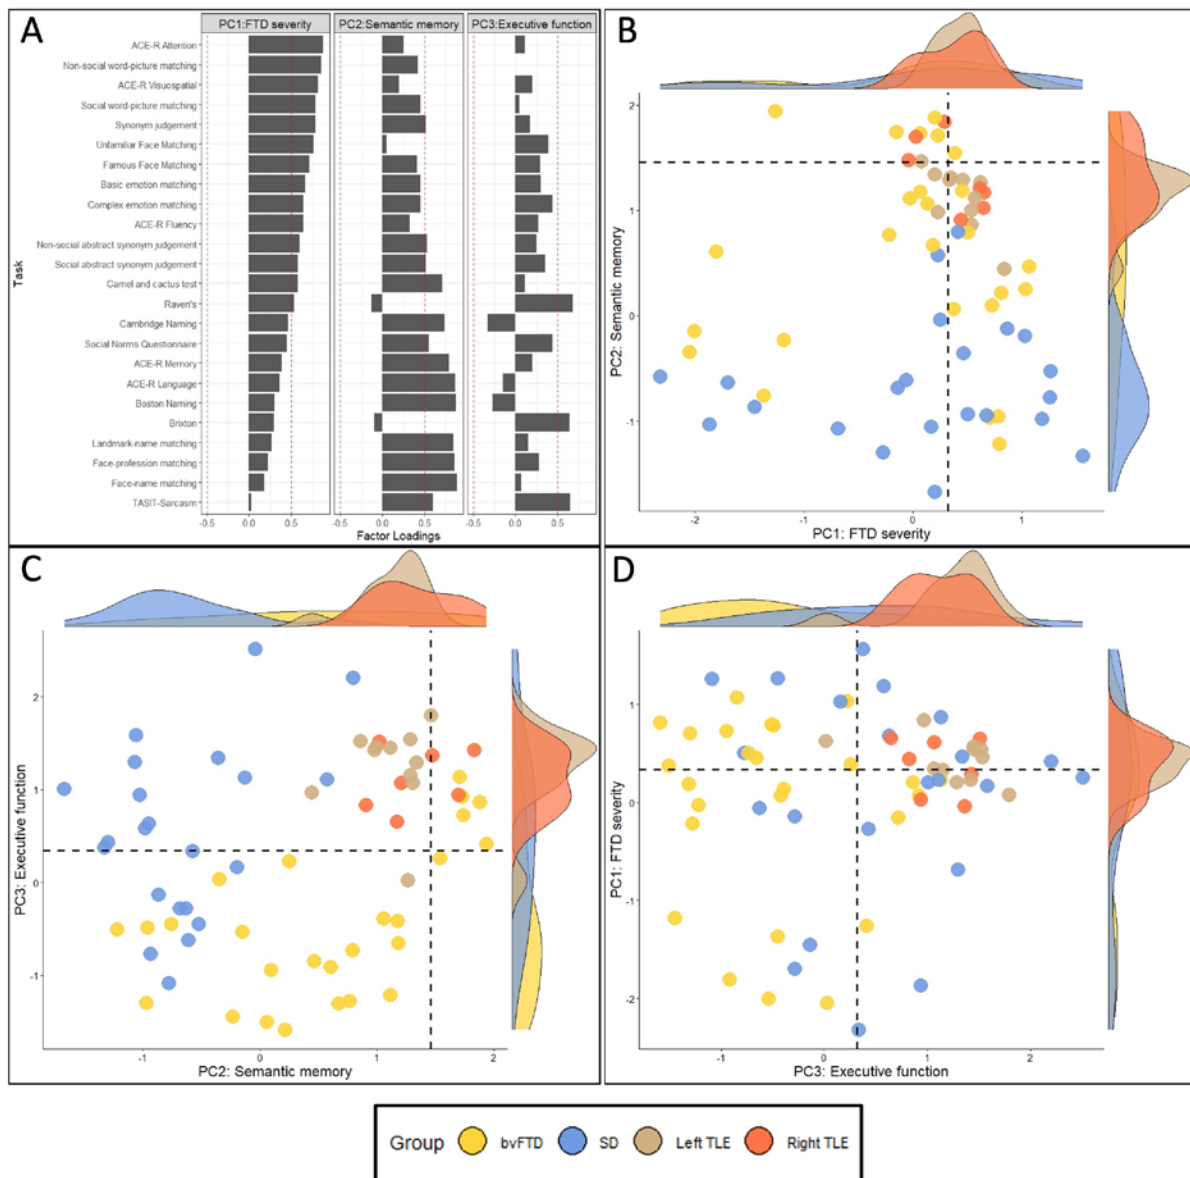 A
PC1:FTD severity
PC2:Semantic memory
PC3:Executive function
Task
ACE-R Attention
Non-social word-picture matching
ACE-R Visuospatial
Social word-picture matching
Synonym judgement
Unfamiliar Face Matching
Famous Face Matching
Basic emotion matching
Complex emotion matching
ACE-R Fluency
Non-social abstract synonym judgement
Social abstract synonym judgement
Camel and cactus test
Raven's
Cambridge Naming
Social Norms Questionnaire
ACE-R Memory
ACE-R Language
Boston Naming
Brixton
Landmark-name matching
Face-profession matching
Face-name matching
TASIT-Sarcasm
-0.5 0.0 0.5 -0.5 0.0 0.5 -0.5 0.0 0.5
Factor Loadings
B
PC2: Semantic memory
2
1
0
-1
-2 -1 0 1
PC1: FTD severity
C
PC3: Executive function
2
1
0
-1
-1 0 1 2
PC2: Semantic memory
D
PC1: FTD severity
1
0
-1
-2
-1 0 1 2
PC3: Executive function
Group bvFTD SD Left TLE Right TLE